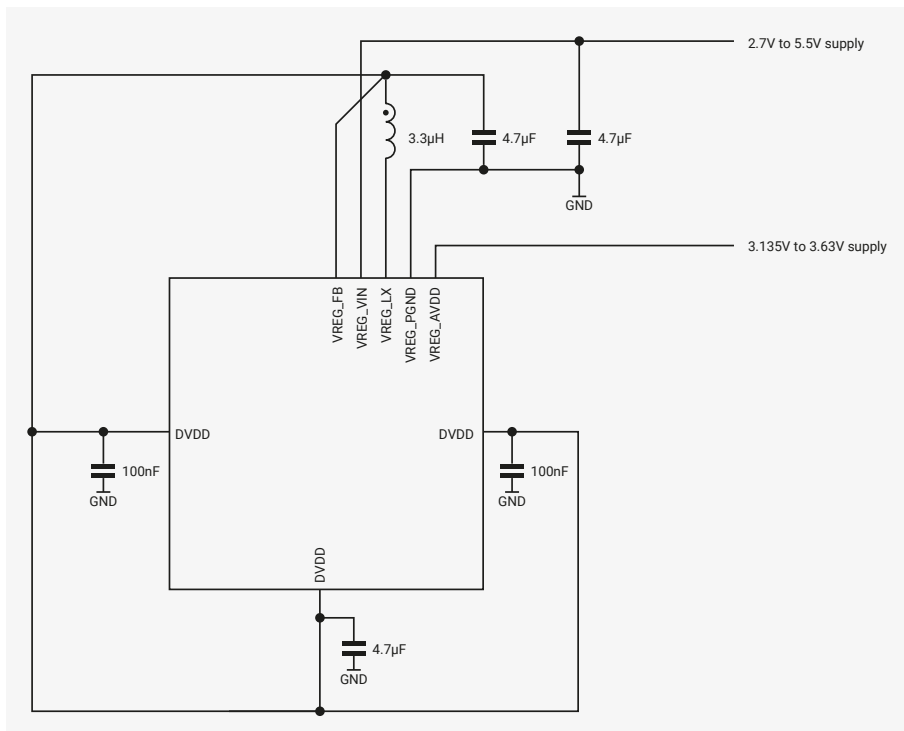 2.7V to 5.5V supply
3.3µH
4.7µF
4.7µF
GND
3.135V to 3.63V supply
VREG_FB
VREG_VIN
VREG_LX
VREG_PGND
VREG_AVDD
DVDD
DVDD
100nF
100nF
GND
GND
DVDD
4.7µF
GND